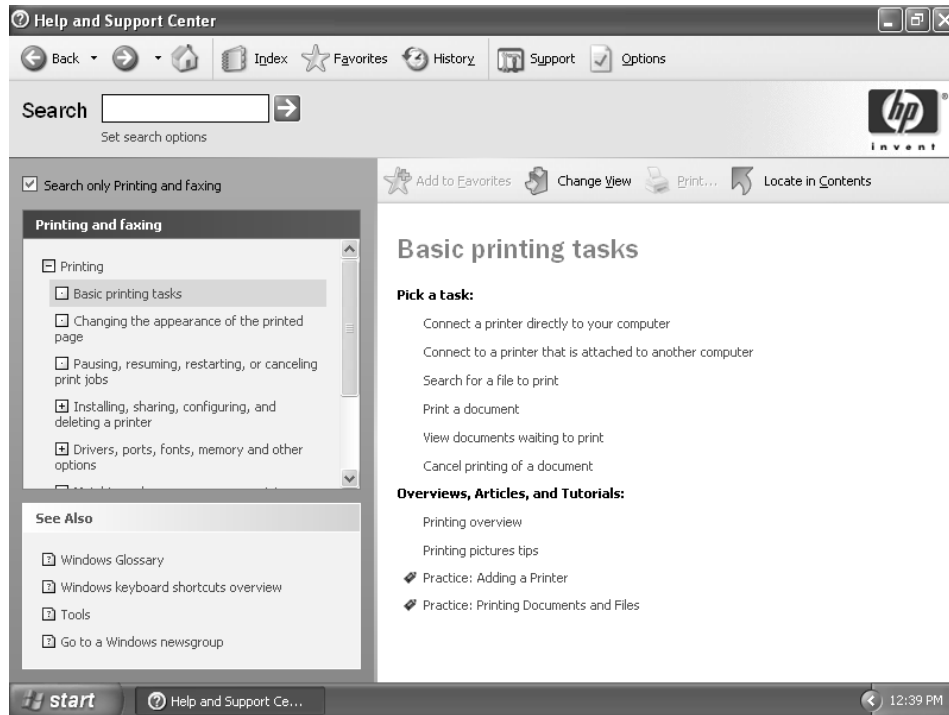 Help and Support Center
Back
Index
Favorites
History
Support
Options
Search
Set search options
hp
®
invent
Search only Printing and faxing
Add to Favorites
Change View
Print...
Locate in Contents
Printing and faxing
Printing
Basic printing tasks
Changing the appearance of the printed
page
Pausing, resuming, restarting, or canceling
print jobs
Installing, sharing, configuring, and
deleting a printer
Drivers, ports, fonts, memory and other
options
See Also
Windows Glossary
Windows keyboard shortcuts overview
Tools
Go to a Windows newsgroup
Basic printing tasks
Pick a task:
Connect a printer directly to your computer
Connect to a printer that is attached to another computer
Search for a file to print
Print a document
View documents waiting to print
Cancel printing of a document
Overviews, Articles, and Tutorials:
Printing overview
Printing pictures tips
Practice: Adding a Printer
Practice: Printing Documents and Files
start
Help and Support Ce...
12:39 PM